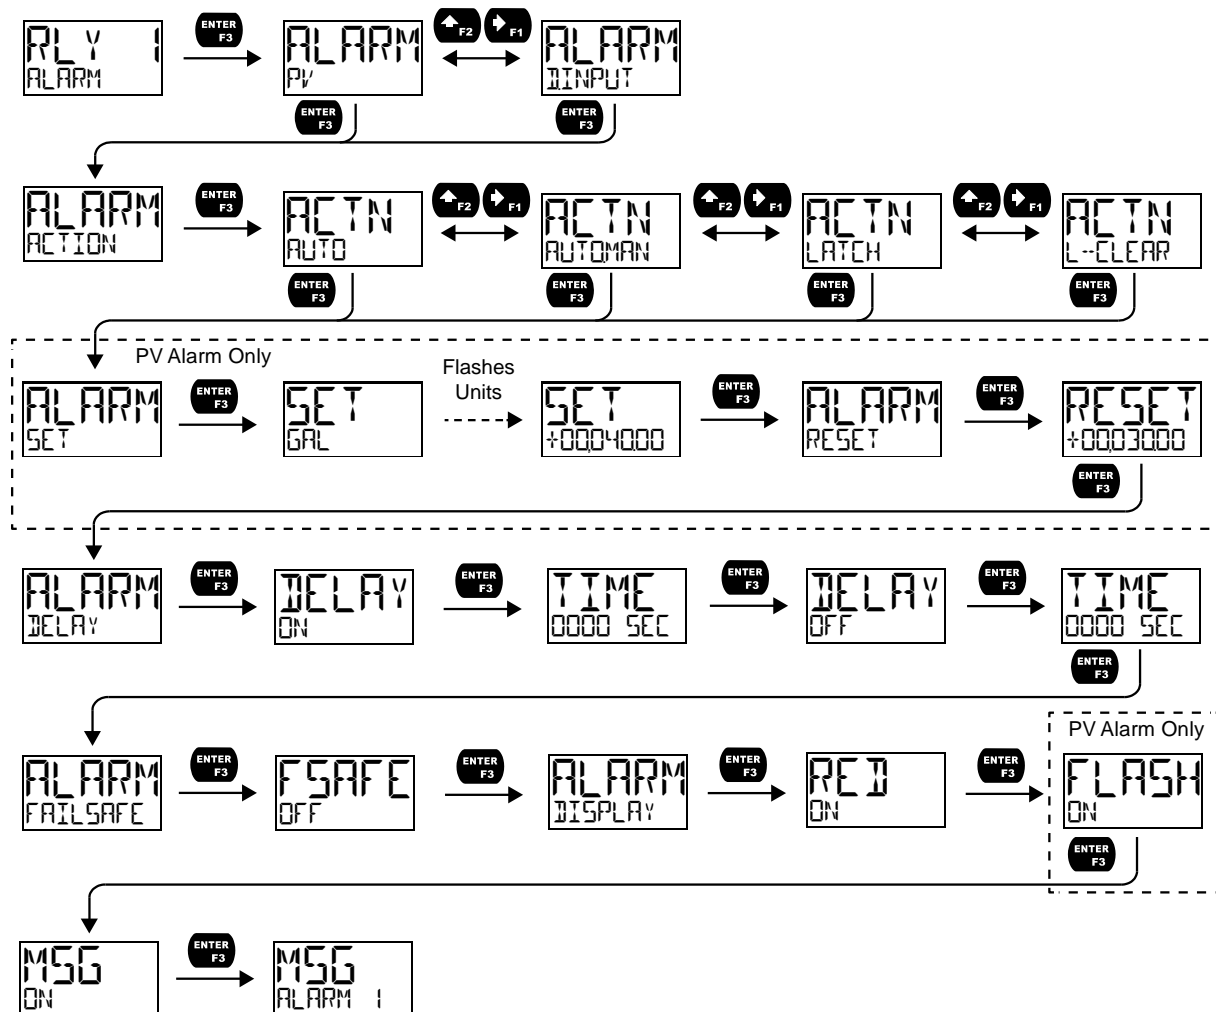 RLY 1
ALARM
ENTER
F3
ALARM
PV
F2 F1
ALARM
D.INPUT
ENTER
F3
ENTER
F3
ALARM
ACTION
ENTER
F3
ACTN
AUTO
F2 F1
ACTN
AUTOMAN
F2 F1
ACTN
LATCH
F2 F1
ACTN
L--CLEAR
ENTER
F3
ENTER
F3
ENTER
F3
ENTER
F3
PV Alarm Only
ALARM
SET
ENTER
F3
SET
GAL
Flashes
Units
SET
+00,040.00
ENTER
F3
ALARM
RESET
ENTER
F3
RESET
+00,030.00
ENTER
F3
ALARM
DELAY
ENTER
F3
DELAY
ON
ENTER
F3
TIME
0000 SEC
ENTER
F3
DELAY
OFF
ENTER
F3
TIME
0000 SEC
ENTER
F3
ALARM
FAILSAFE
ENTER
F3
FSAFE
OFF
ENTER
F3
ALARM
DISPLAY
ENTER
F3
RED
ON
ENTER
F3
PV Alarm Only
FLASH
ON
ENTER
F3
MSG
ON
ENTER
F3
MSG
ALARM 1